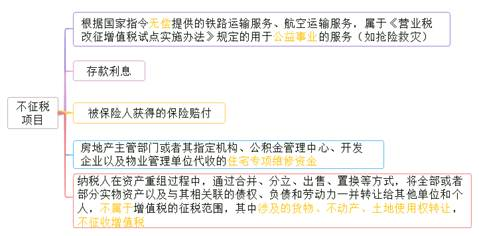 不征税
项目
根据国家指令无偿提供的铁路运输服务、航空运输服务，属于《营业税
改征增值税试点实施办法》规定的用于公益事业的服务（如抢险救灾）
存款利息
被保险人获得的保险赔付
房地产主管部门或者其指定机构、公积金管理中心、开发
企业以及物业管理单位代收的住宅专项维修资金
纳税人在资产重组过程中，通过合并、分立、出售、置换等方式，将全部或者
部分实物资产以及与其相关联的债权、负债和劳动力一并转让给其他单位和个
人，不属于增值税的征税范围，其中涉及的货物、不动产、土地使用权转让，
不征收增值税